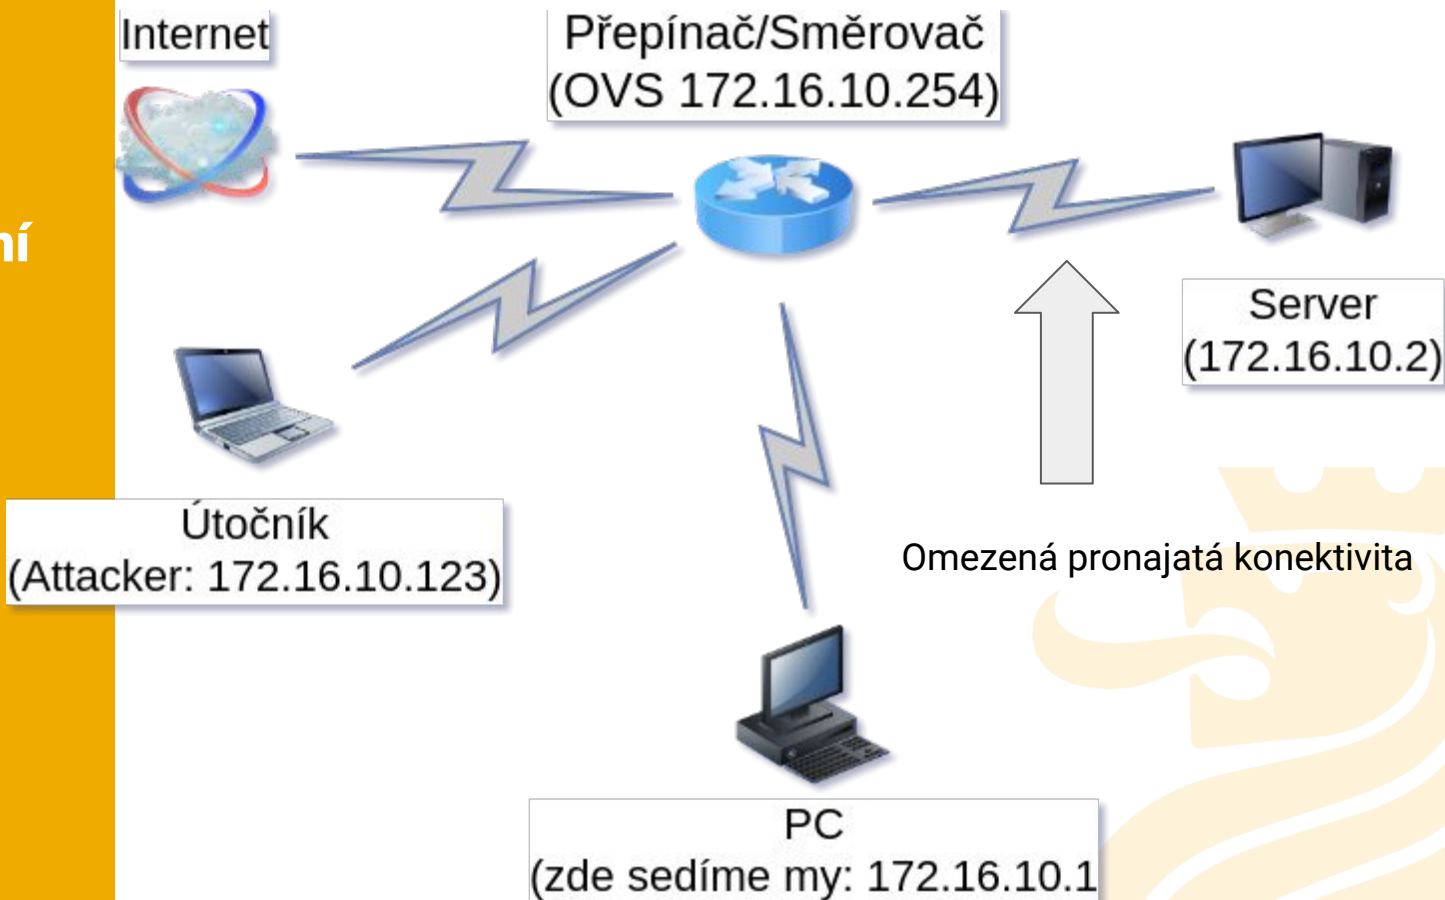 Internet
Přepínač/Směrovač
(OVS 172.16.10.254)
ní
Server
(172.16.10.2)
Útočník
(Attacker: 172.16.10.123)
Omezená pronajatá konektivita
PC
(zde sedíme my: 172.16.10.1